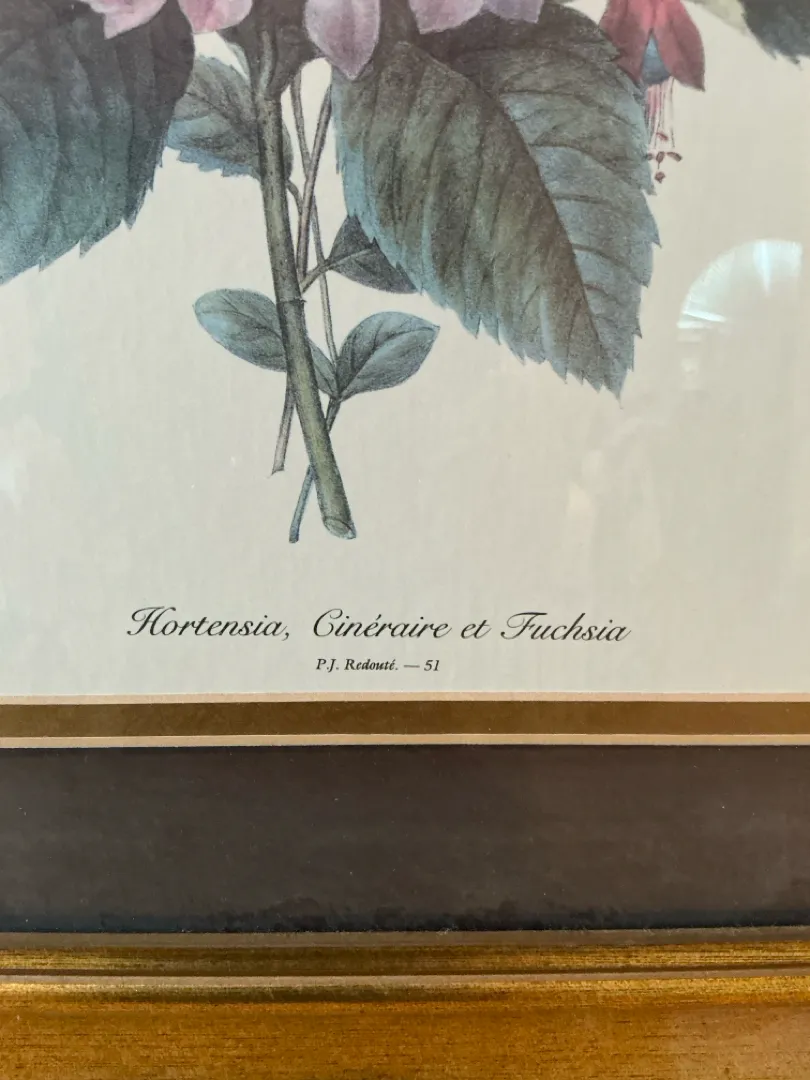 Hortensia, Cinéraire et Fuchsia
P.J. Redouté. — 51